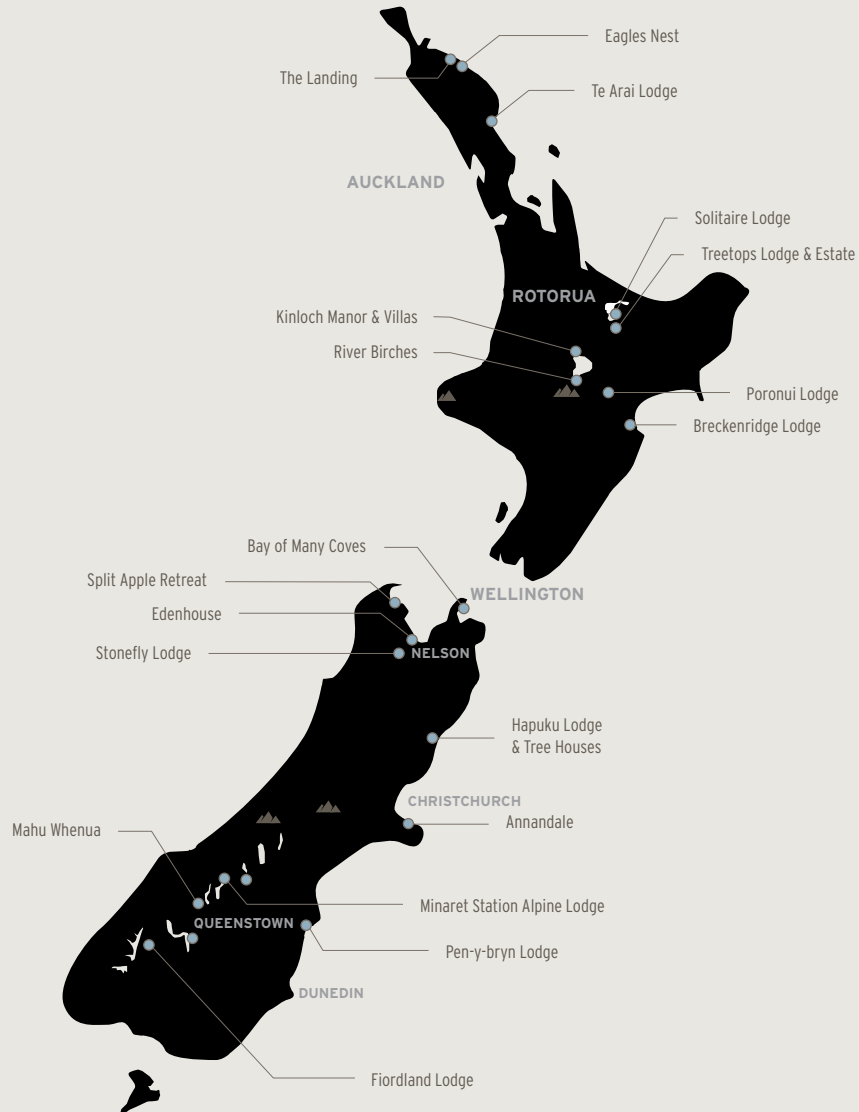 Eagles Nest
The Landing
Te Arai Lodge
AUCKLAND
Solitaire Lodge
Treetops Lodge & Estate
ROTORUA
Kinloch Manor & Villas
River Birches
Poronui Lodge
Breckenridge Lodge
Bay of Many Coves
Split Apple Retreat
WELLINGTON
Edenhouse
Stonefly Lodge
NELSON
Hapuku Lodge
& Tree Houses
CHRISTCHURCH
Annandale
Mahu Whenua
Minaret Station Alpine Lodge
QUEENSTOWN
Pen-y-bryn Lodge
DUNEDIN
Fiordland Lodge